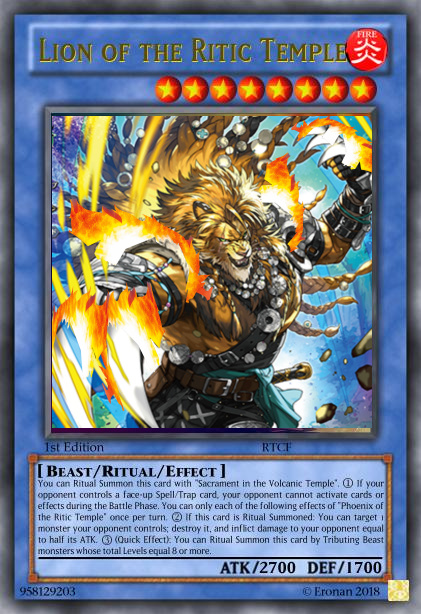 LION OF THE RITIC TEMPLE
FIRE
炎
1st Edition RTCF
[ BEAST/RITUAL/EFFECT ]
You can Ritual Summon this card with "Sacrament in the Volcanic Temple". ① If your
opponent controls a face-up Spell/Trap card, your opponent cannot activate cards or
effects during the Battle Phase. You can only each of the following effects of "Phoenix of
the Ritic Temple" once per turn. ② If this card is Ritual Summoned: You can target 1
monster your opponent controls; destroy it, and inflict damage to your opponent equal
to half its ATK. ③ (Quick Effect): You can Ritual Summon this card by Tributing Beast
monsters whose total Levels equal 8 or more.
ATK/2700 DEF/1700
958129203 © Eronan 2018